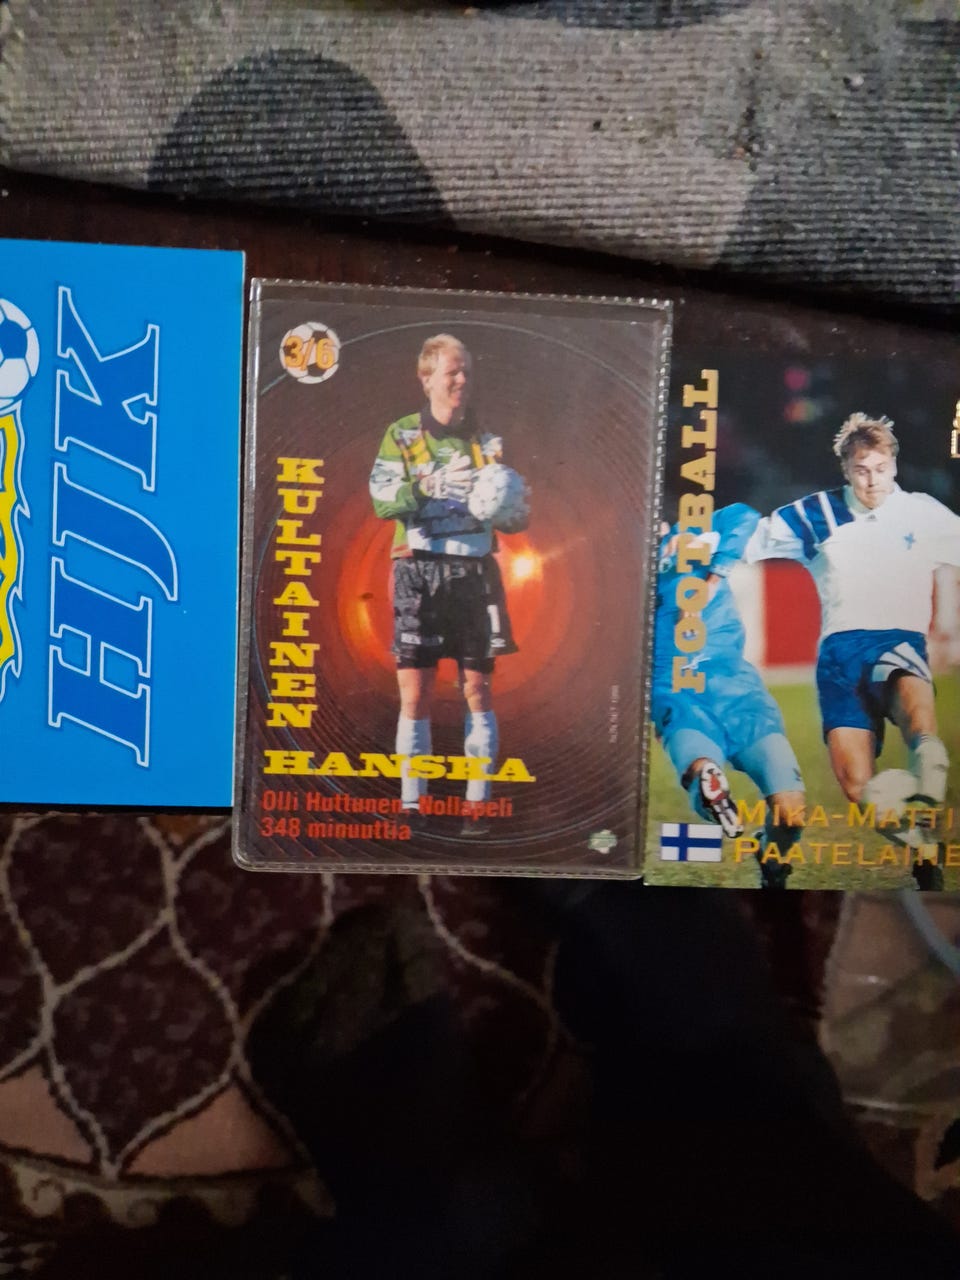 HJK
3/6
KULTAINEN
HANSKA
Olli Huttunen, Nollapeli
348 minuuttia
FOOTBALL
MIKA-MATTI
PAATELAINE